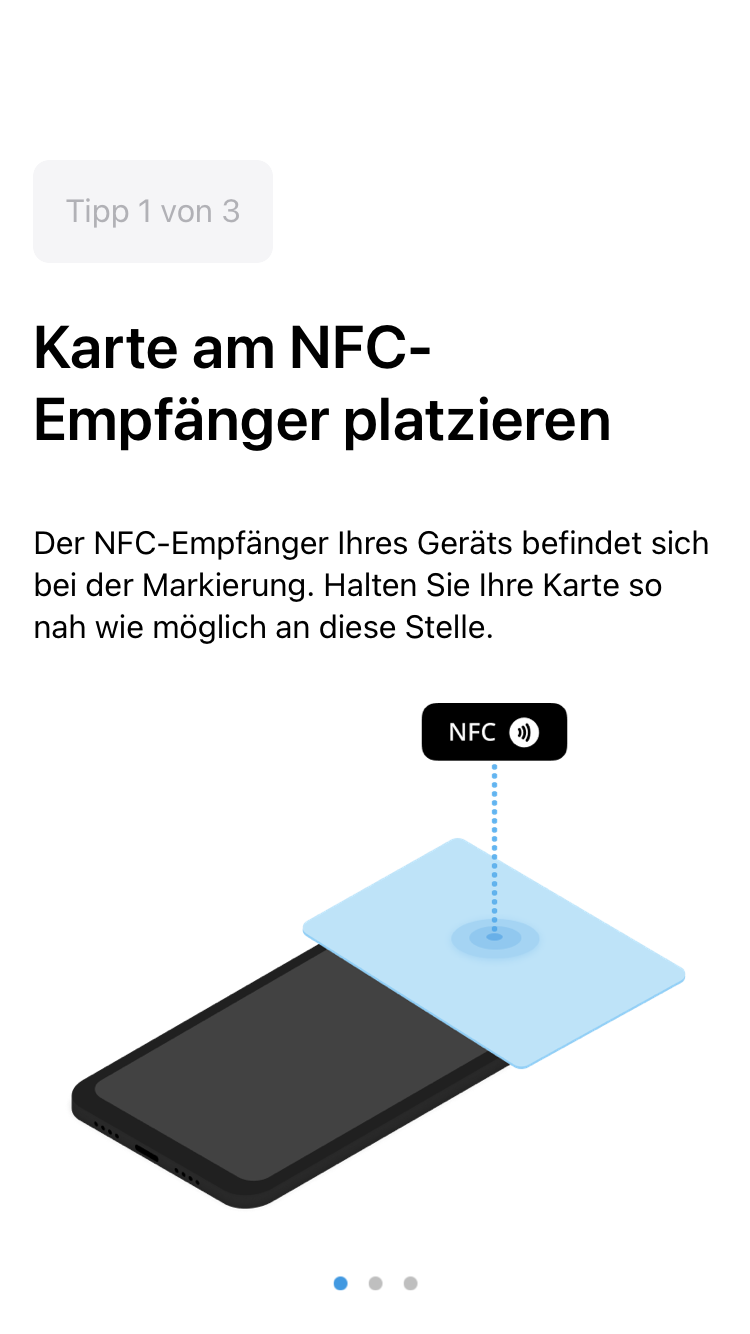 Tipp 1 von 3
Karte am NFC-
Empfänger platzieren
Der NFC-Empfänger Ihres Geräts befindet sich
bei der Markierung. Halten Sie Ihre Karte so
nah wie möglich an diese Stelle.
NFC